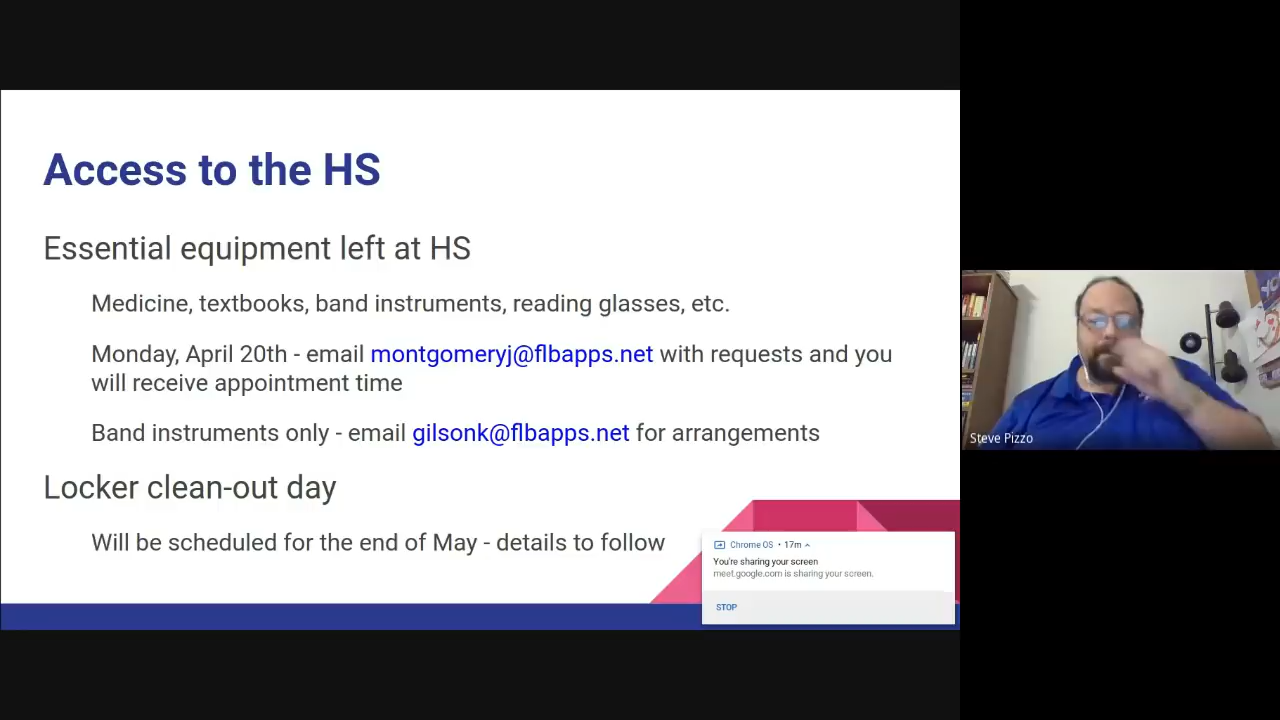 Access to the HS
Essential equipment left at HS
Medicine, textbooks, band instruments, reading glasses, etc.
Monday, April 20th - email montgomeryj@flbapps.net with requests and you
will receive appointment time
Band instruments only - email gilsonk@flbapps.net for arrangements
Locker clean-out day
Will be scheduled for the end of May - details to follow
Chrome OS • 17m
You're sharing your screen
meet.google.com is sharing your screen.
STOP
Steve Pizzo